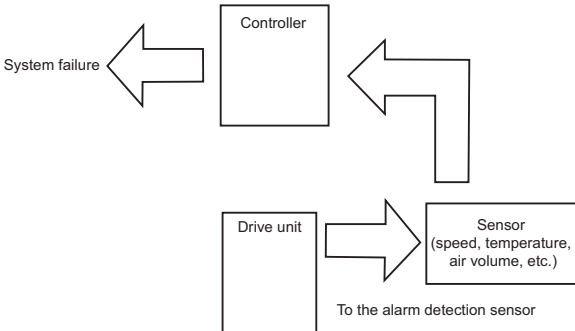 Controller
System failure
Drive unit
Sensor
(speed, temperature,
air volume, etc.)
To the alarm detection sensor